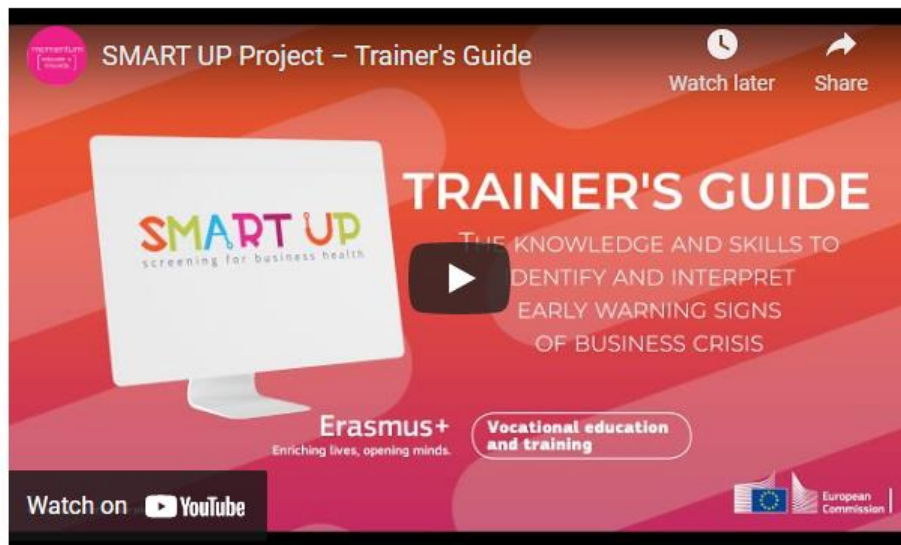 momentum
SMART UP Project – Trainer's Guide
Watch later
Share
TRAINER'S GUIDE
THE KNOWLEDGE AND SKILLS TO
IDENTIFY AND INTERPRET
EARLY WARNING SIGNS
OF BUSINESS CRISIS
SMART UP
screening for business health
Erasmus+
Enriching lives, opening minds.
Vocational education
and training
Watch on YouTube
European
Commission